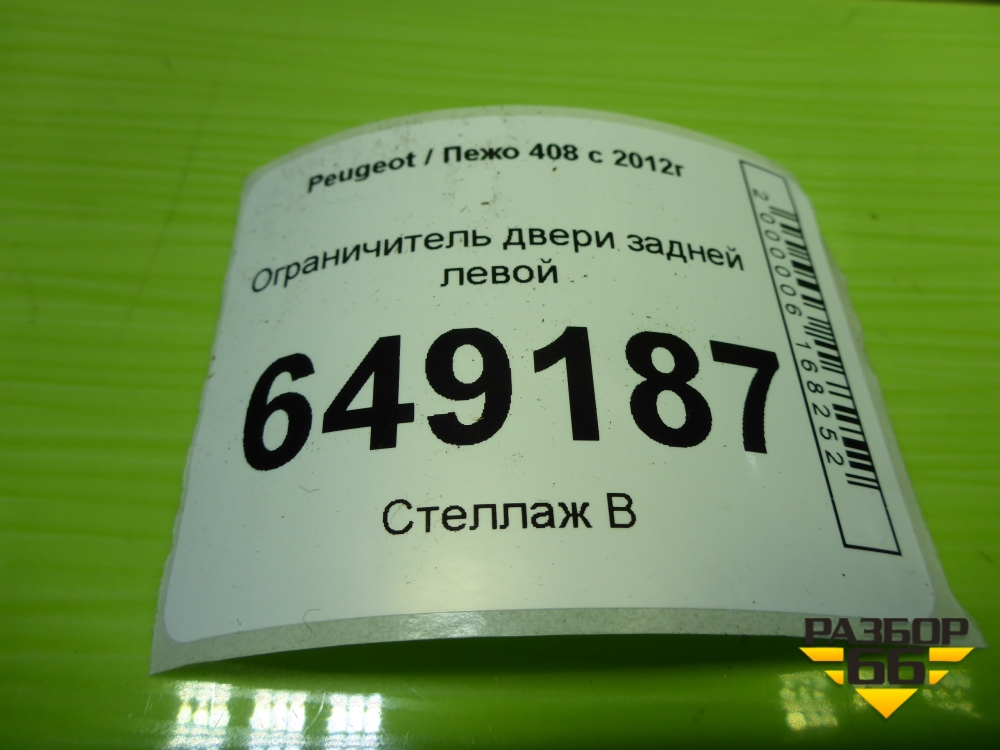 Peugeot / Пежо 408 с 2012г
Ограничитель двери задней
левой
649187
Стеллаж В
2000006168252
РАЗБОР
66